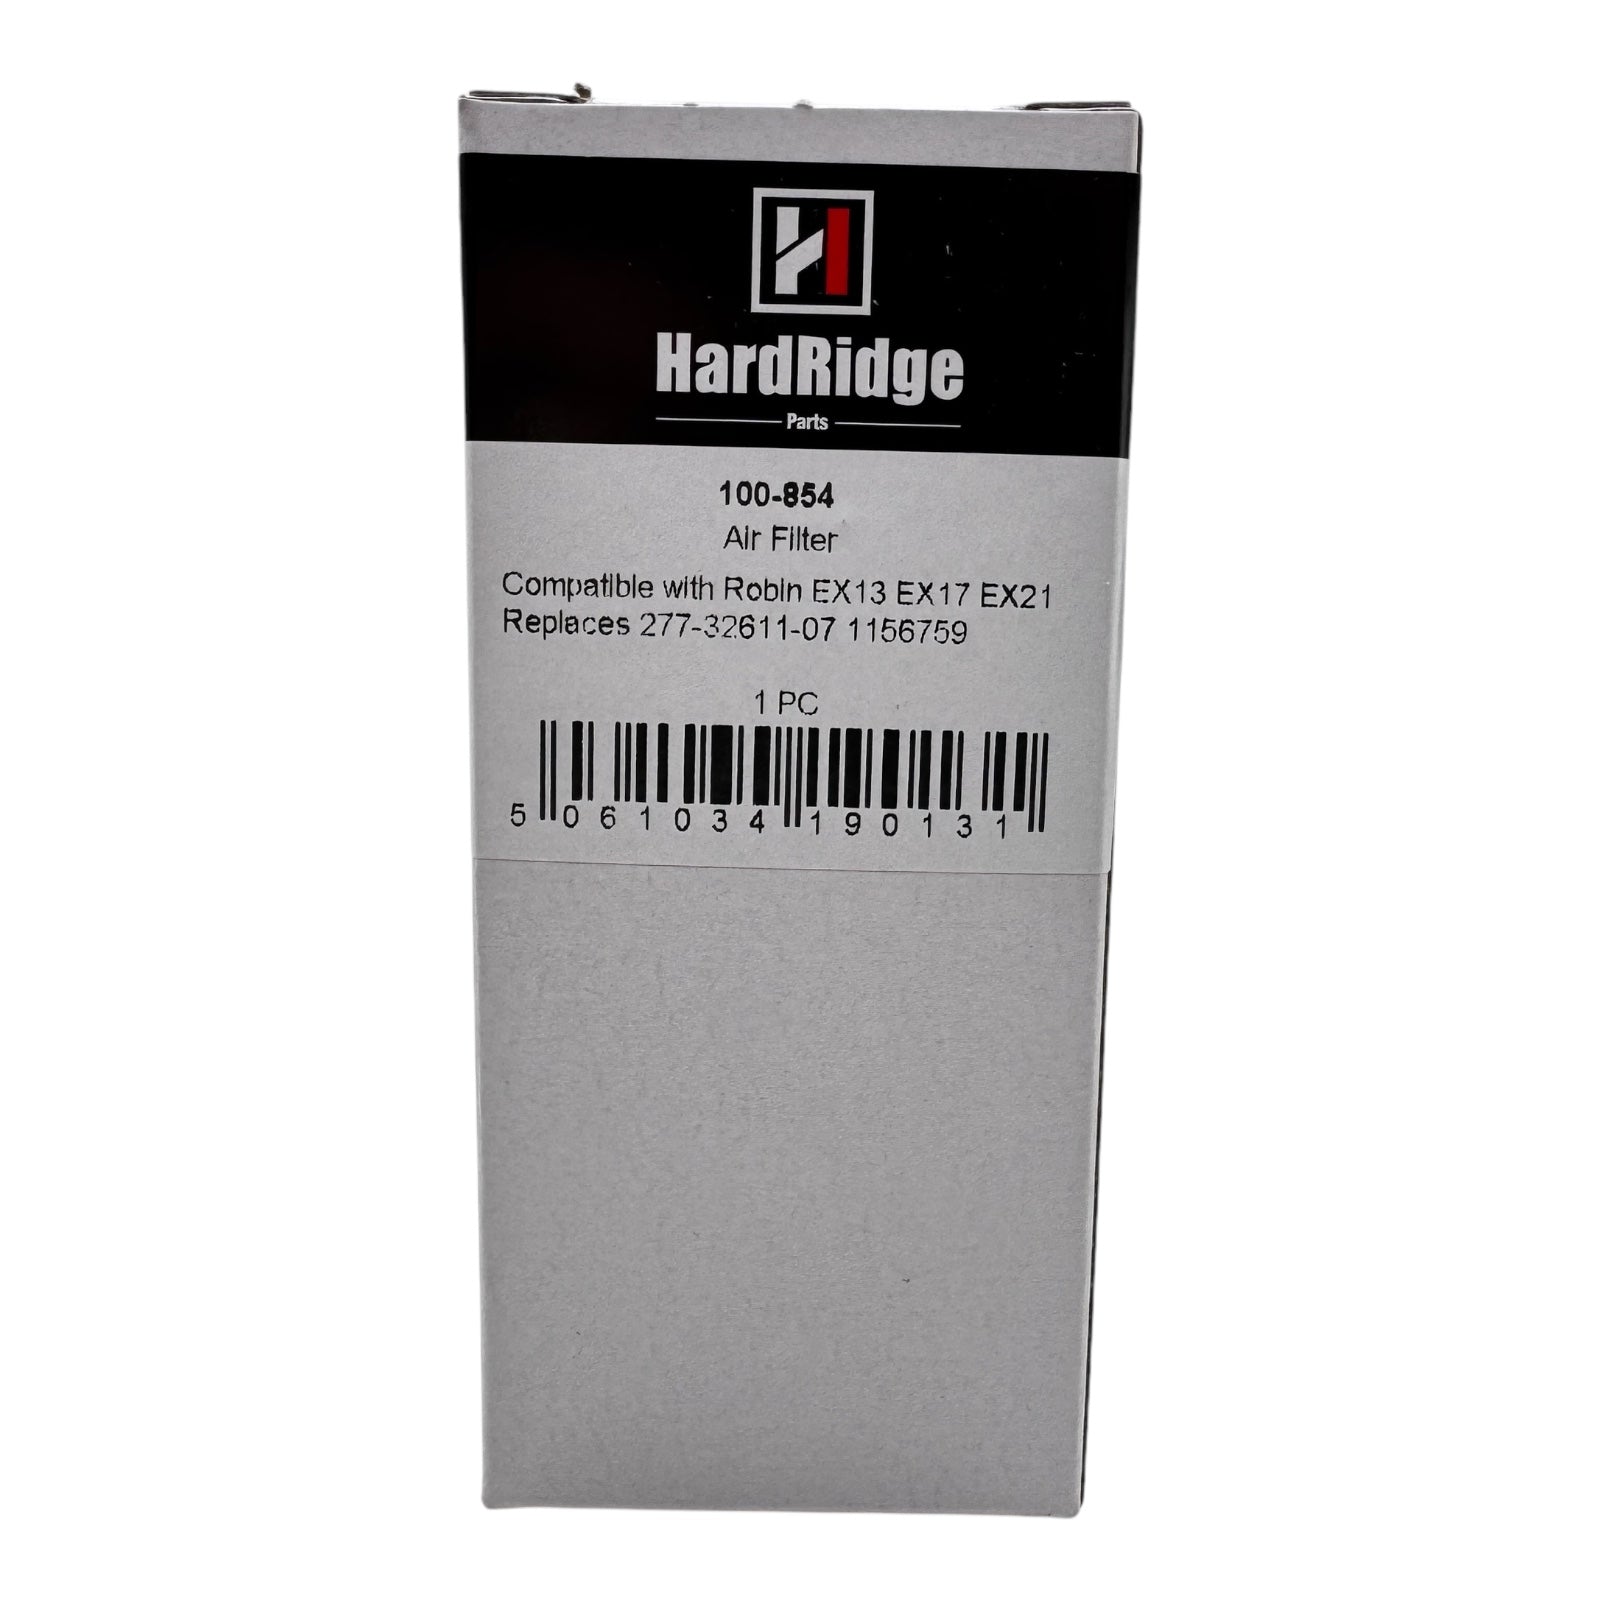 H
HardRidge
Parts
100-854
Air Filter
Compatible with Robin EX13 EX17 EX21
Replaces 277-32611-07 1156759
1 PC
5 061034 190131